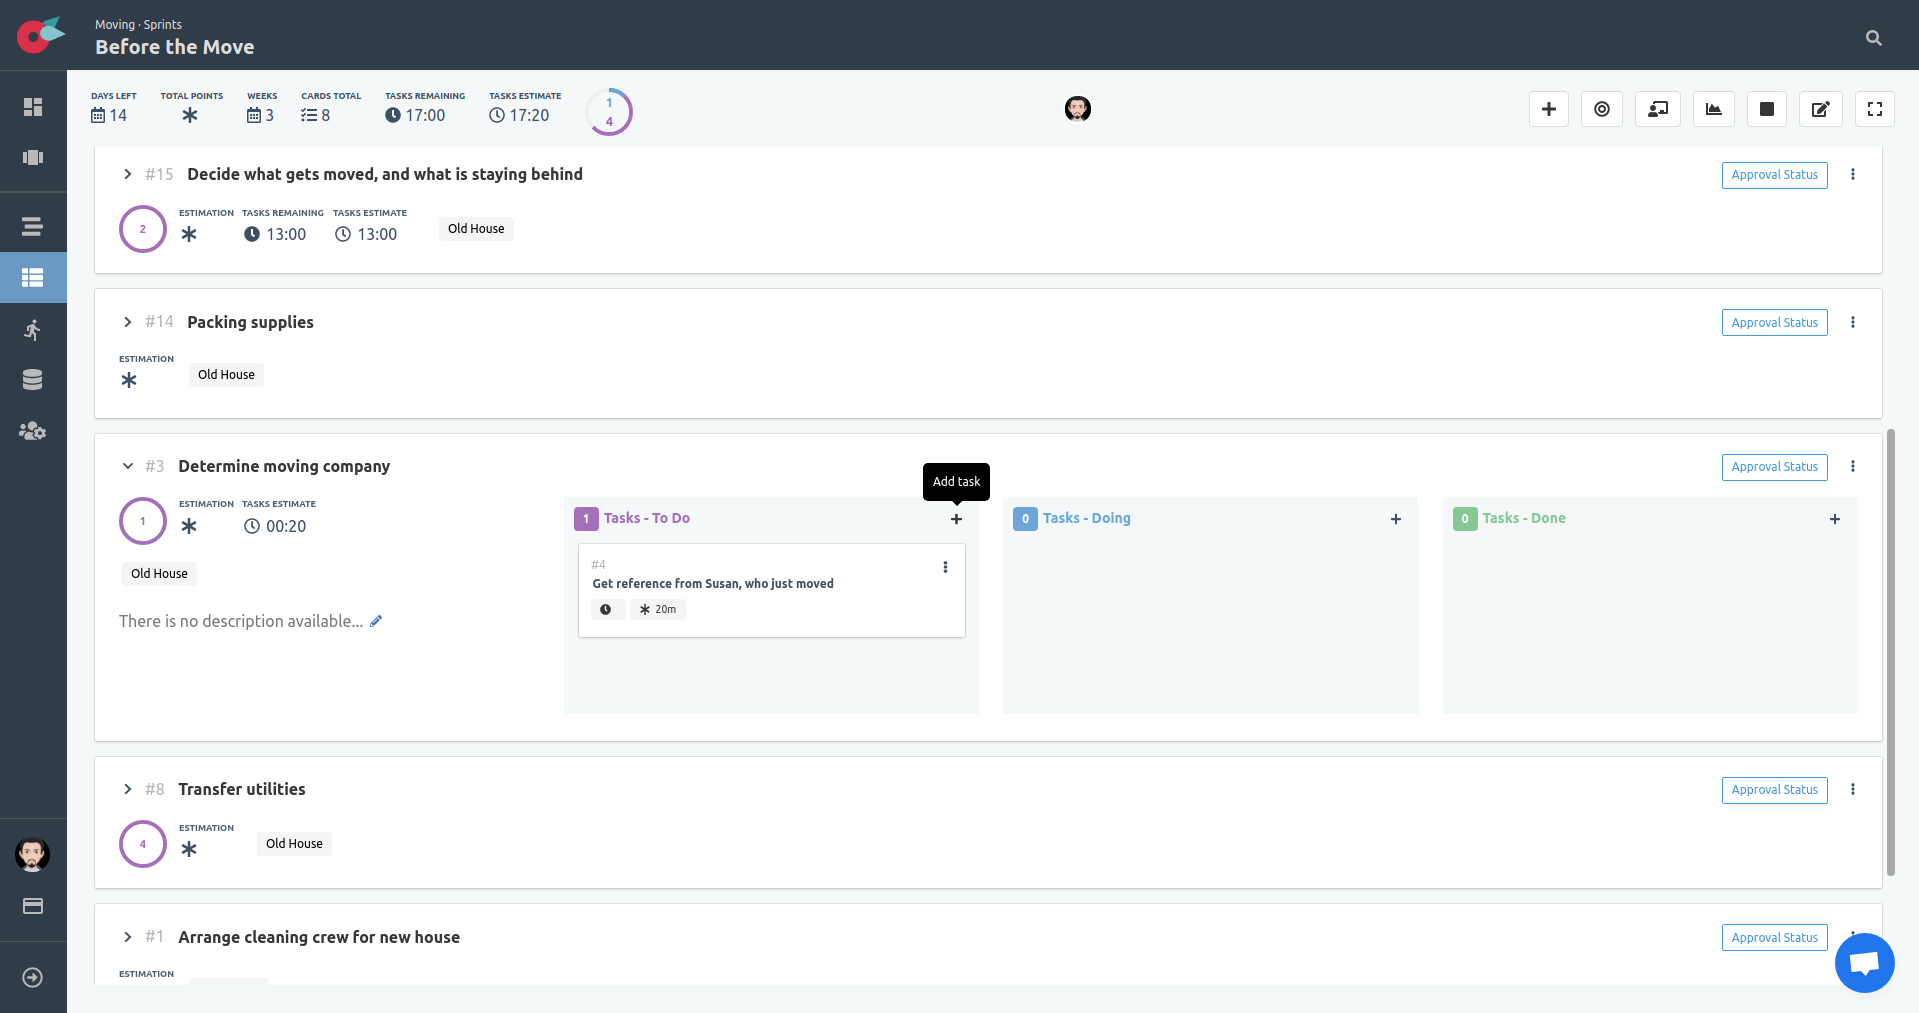 Moving · Sprints
Before the Move
DAYS LEFT
14
TOTAL POINTS
WEEKS
3
CARDS TOTAL
8
TASKS REMAINING
17:00
TASKS ESTIMATE
17:20
1
4
#15 Decide what gets moved, and what is staying behind
Approval Status
2
ESTIMATION
TASKS REMAINING
13:00
TASKS ESTIMATE
13:00
Old House
#14 Packing supplies
Approval Status
ESTIMATION
Old House
#3 Determine moving company
Approval Status
1
ESTIMATION
TASKS ESTIMATE
00:20
Old House
There is no description available...
Add task
1 Tasks - To Do
#4
Get reference from Susan, who just moved
20m
0 Tasks - Doing
0 Tasks - Done
#8 Transfer utilities
Approval Status
4
ESTIMATION
Old House
#1 Arrange cleaning crew for new house
Approval Status
ESTIMATION